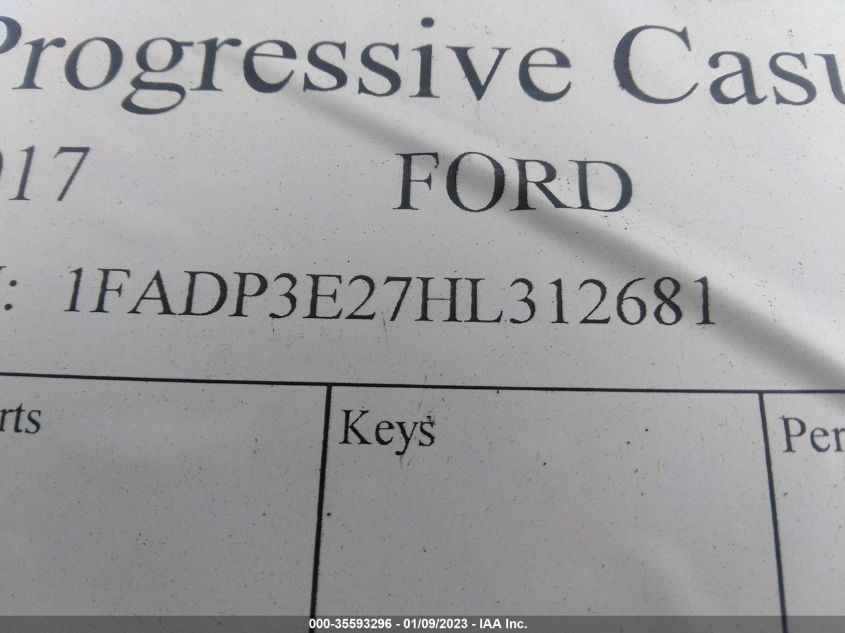 Progressive Casu
017 FORD
: 1FADP3E27HL312681
rts Keys Per
000-35593296 - 01/09/2023 - IAA Inc.